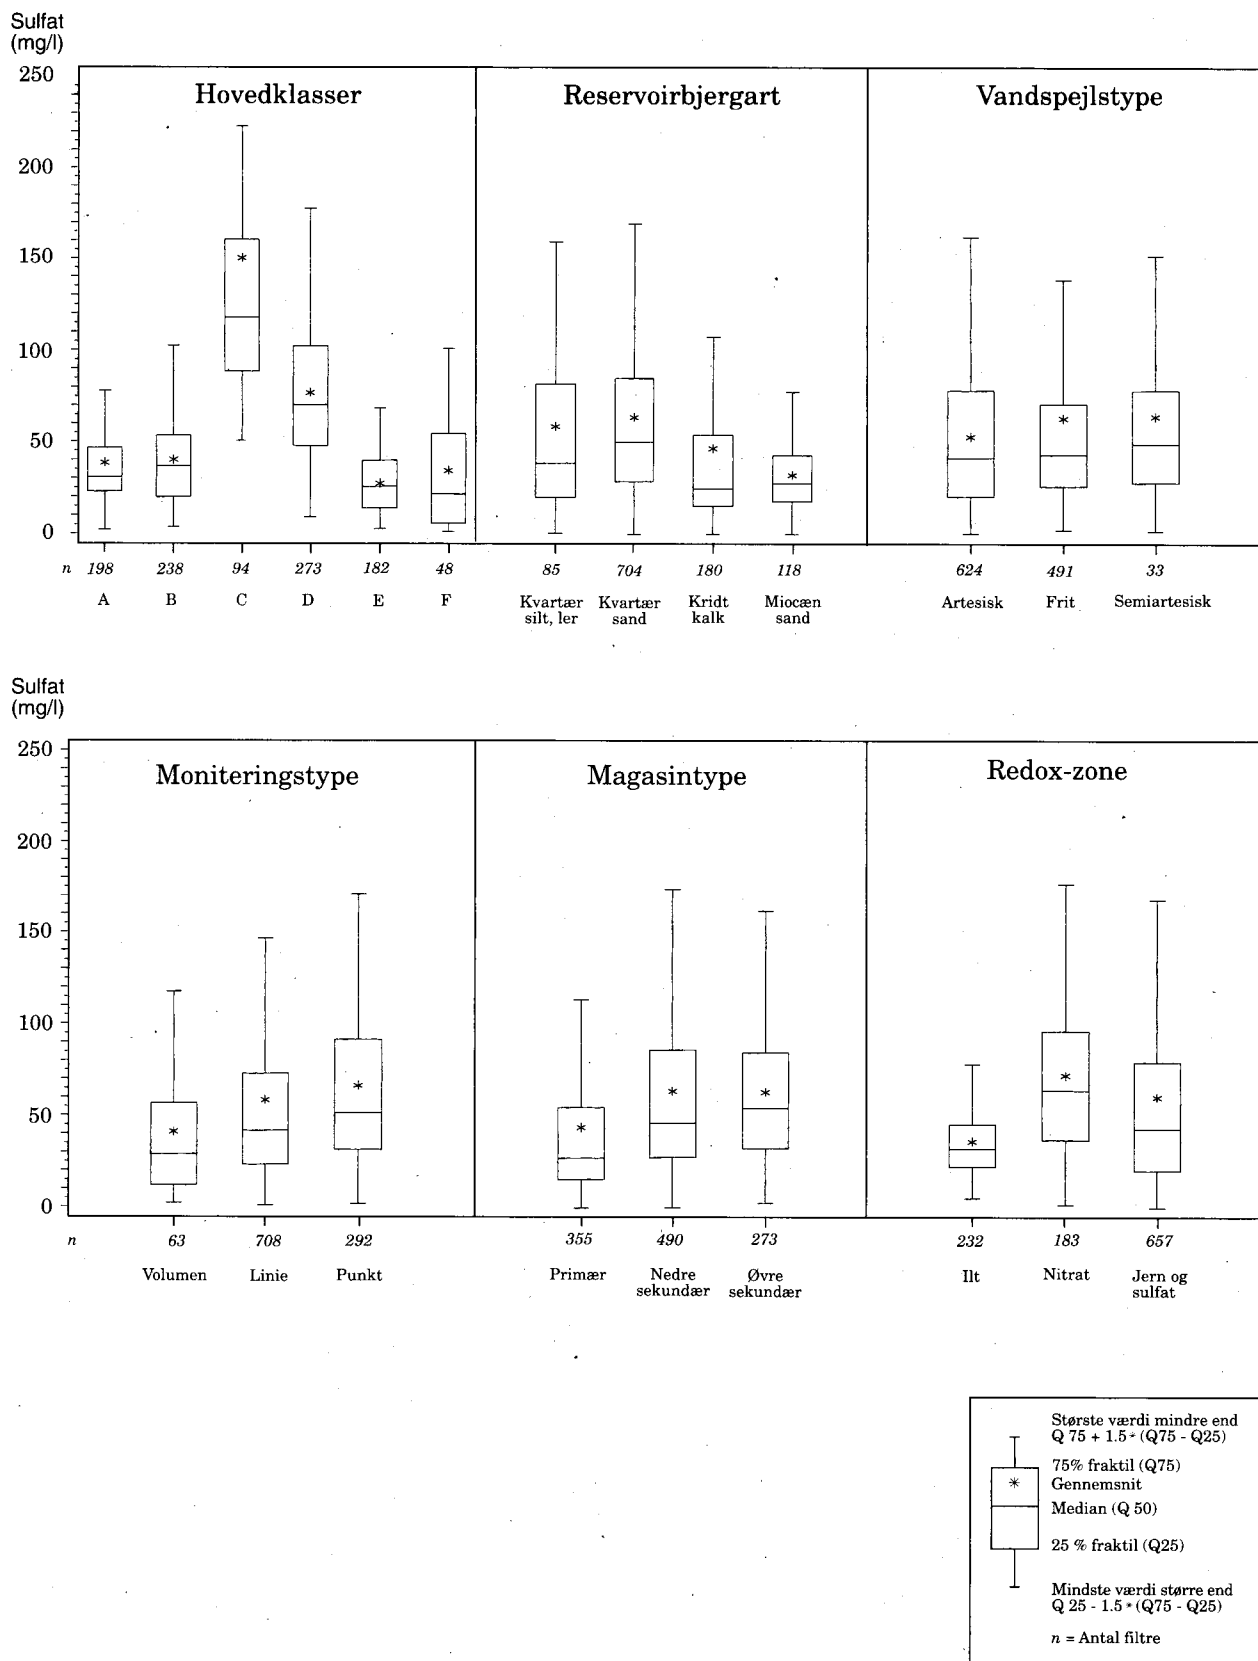 Sulfat
(mg/l)
Hovedklasser
Reservoirbjergart
Vandspejlstype
250
200
150
100
50
0
n 198 238 94 273 182 48 85 704 180 118 624 491 33
A B C D E F
Kvartær Kvartær Kridt Miocæn
silt, ler sand kalk sand
Artesisk Frit Semiartesisk
Sulfat
(mg/l)
Moniteringstype
Magasintype
Redox-zone
250
200
150
100
50
0
n 63 708 292 355 490 273 232 183 657
Volumen Linie Punkt
Primær Nedre Øvre
sekundær sekundær
Ilt Nitrat Jern og
sulfat
Største værdi mindre end
Q 75 + 1.5 * (Q75 - Q25)
75% fraktil (Q75)
* Gennemsnit
Median (Q 50)
25 % fraktil (Q25)
Mindste værdi større end
Q 25 - 1.5 * (Q75 - Q25)
n = Antal filtre